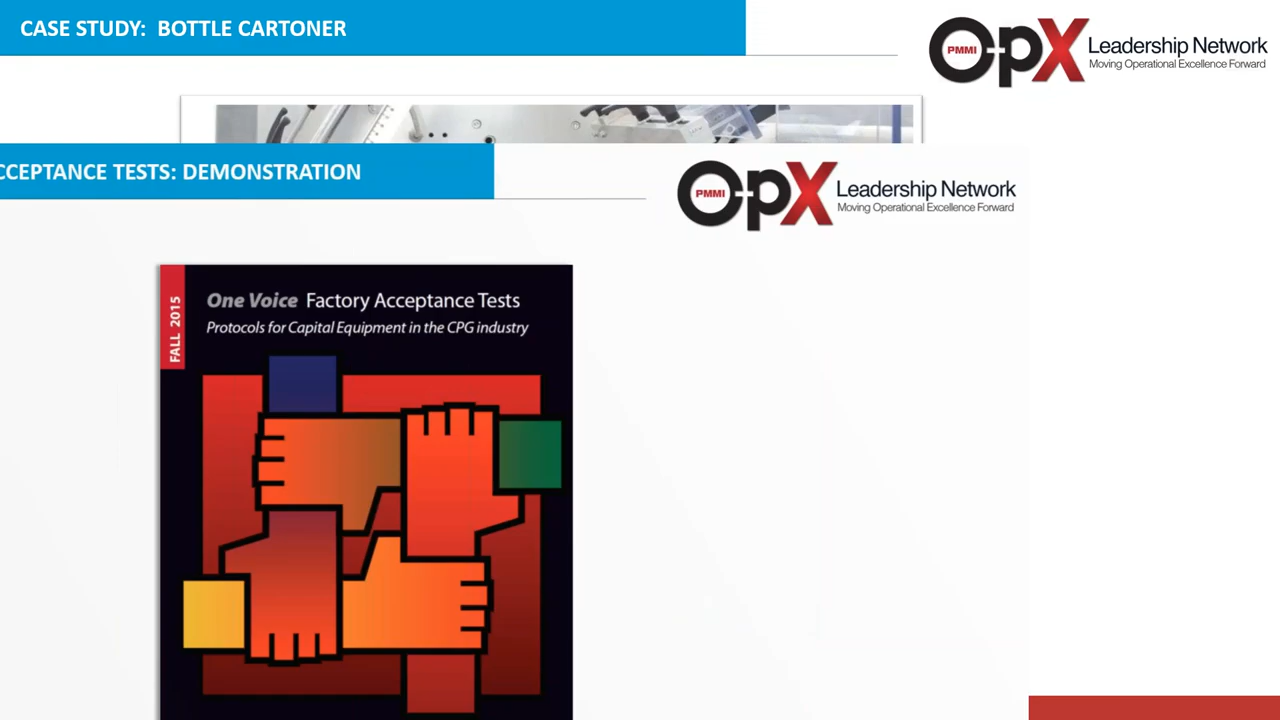 CASE STUDY: BOTTLE CARTONER
PMMI OpX Leadership Network
Moving Operational Excellence Forward
CCEPTANCE TESTS: DEMONSTRATION
PMMI OpX Leadership Network
Moving Operational Excellence Forward
FALL 2015
One Voice Factory Acceptance Tests
Protocols for Capital Equipment in the CPG industry